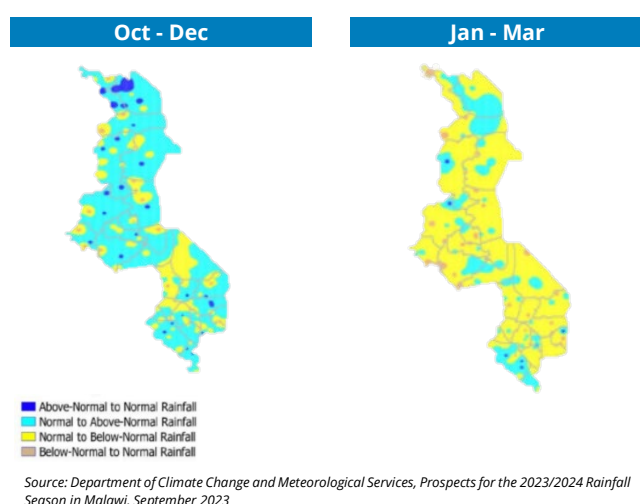 Oct - Dec
Jan - Mar
Above-Normal to Normal Rainfall
Normal to Above-Normal Rainfall
Normal to Below-Normal Rainfall
Below-Normal to Normal Rainfall
Source: Department of Climate Change and Meteorological Services, Prospects for the 2023/2024 Rainfall
Season in Malawi, September 2023